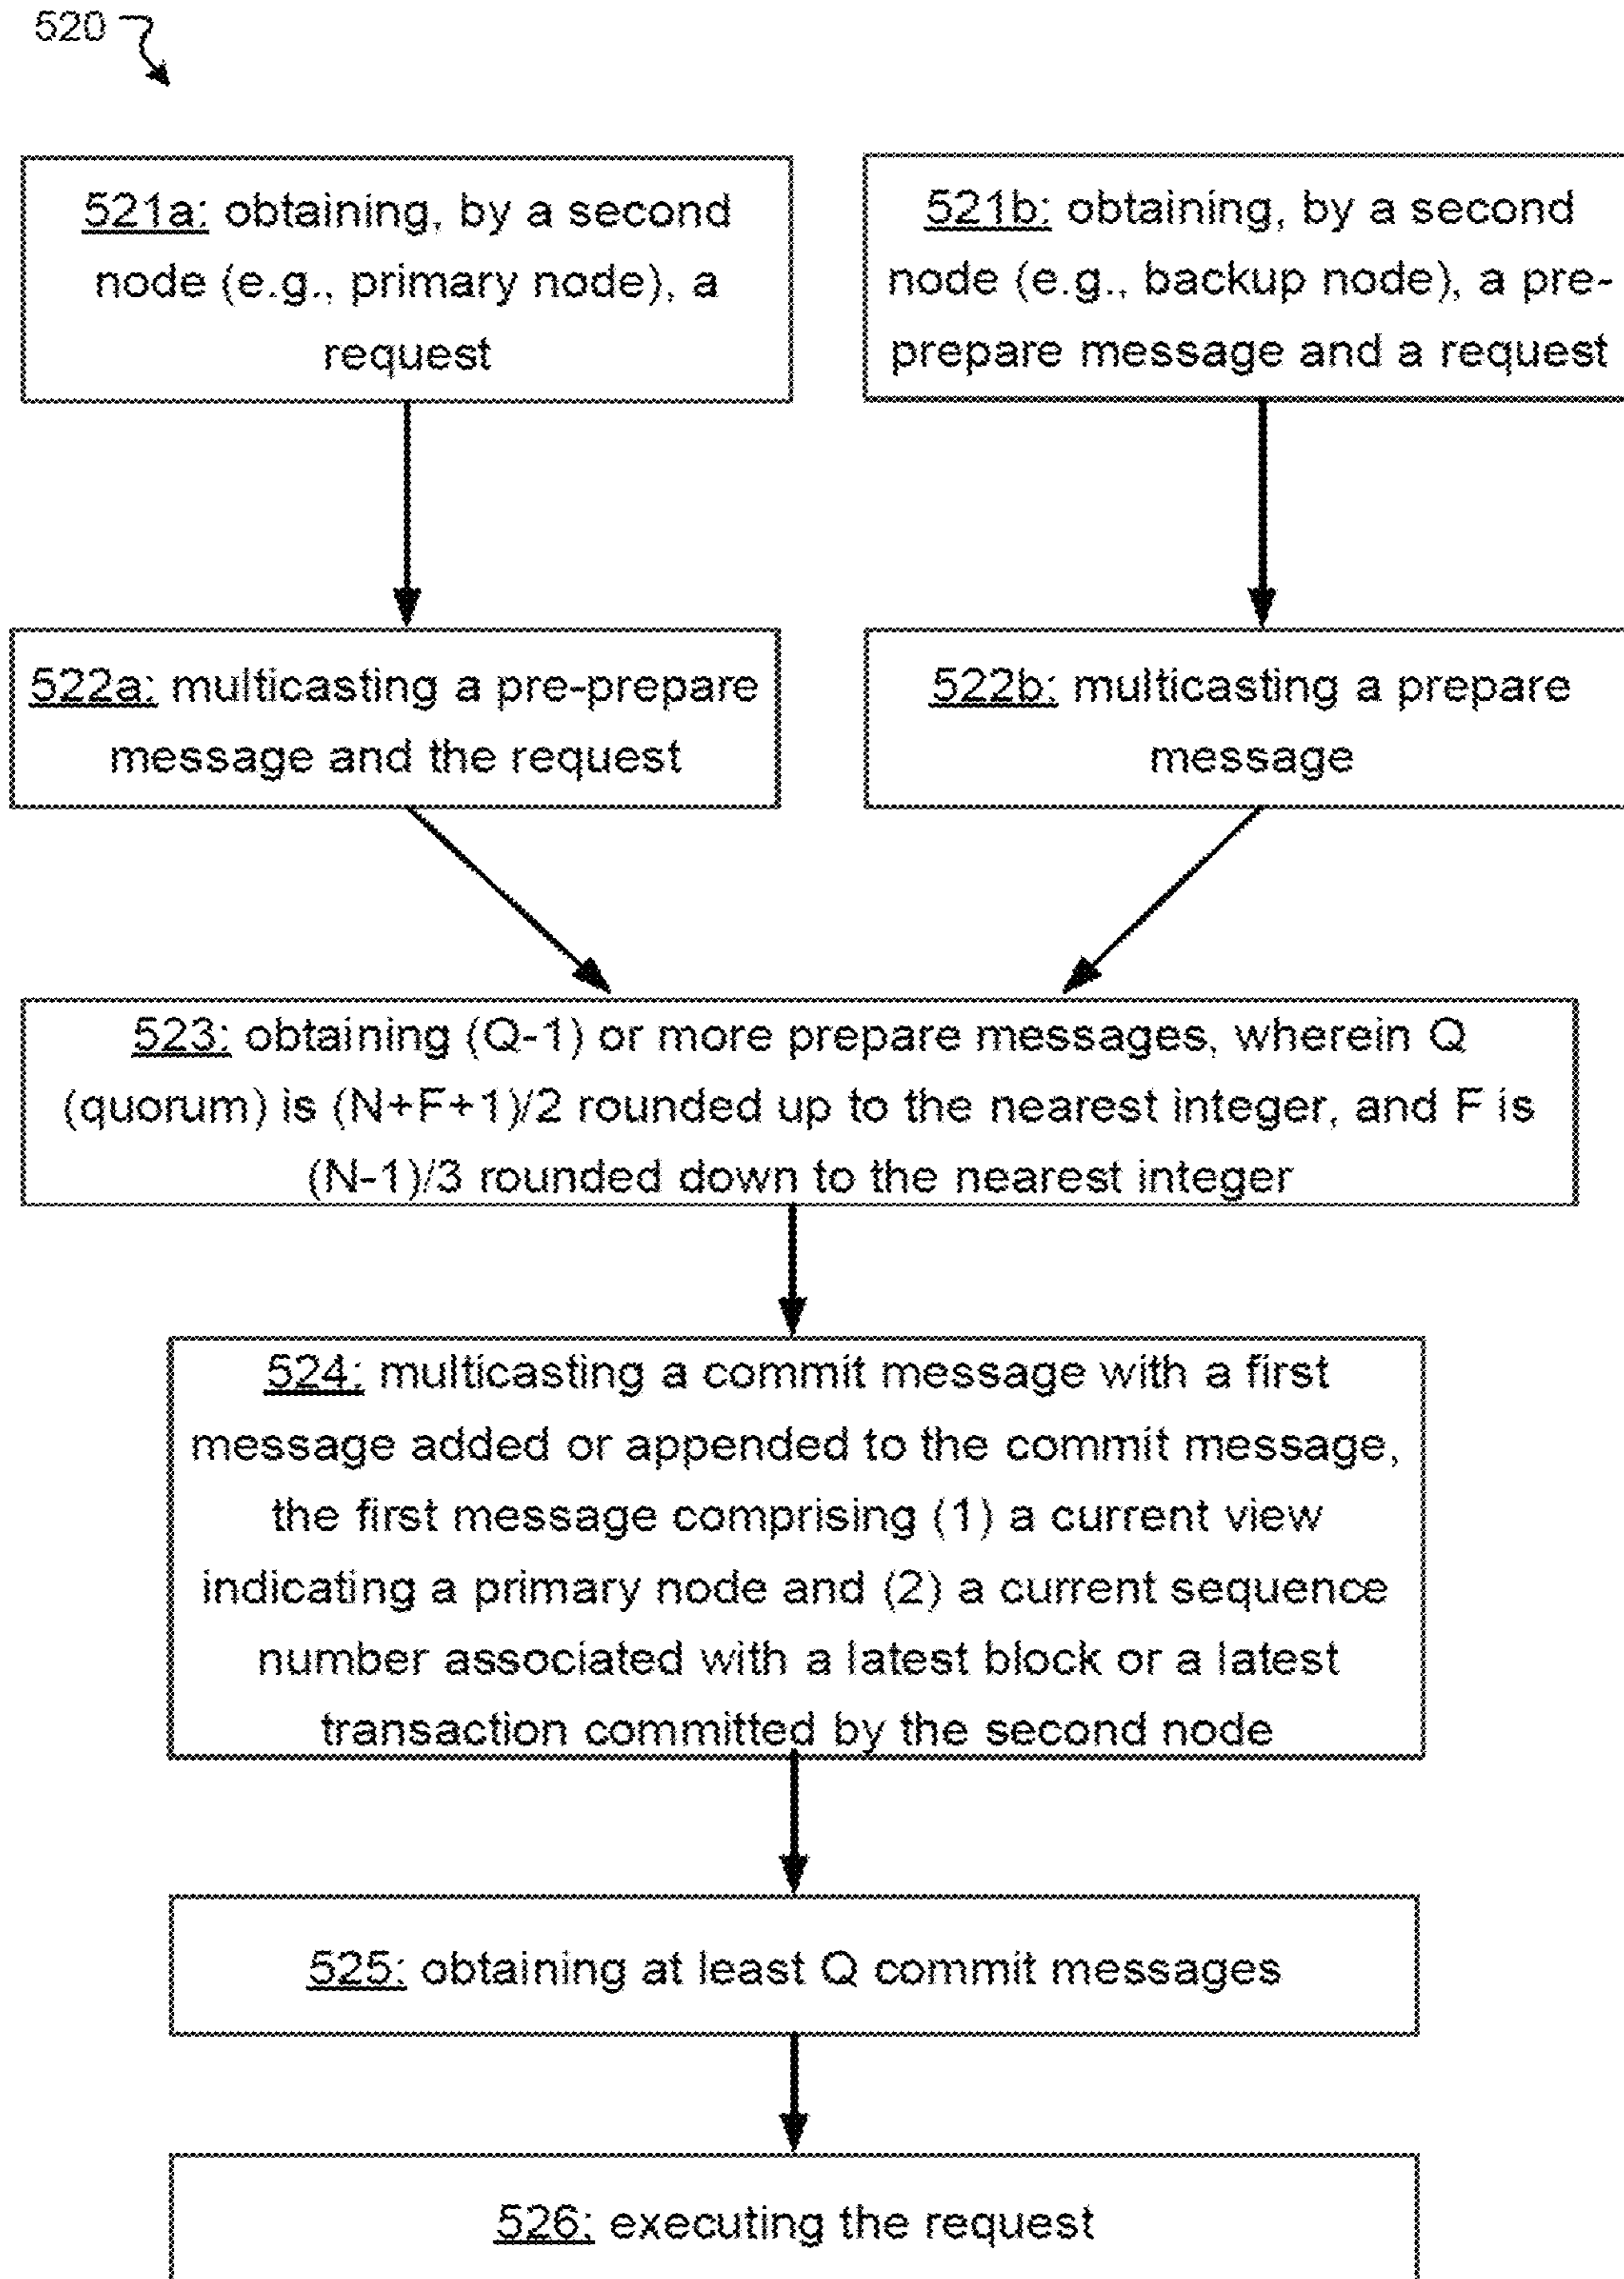 520
521a: obtaining, by a second
node (e.g., primary node), a
request
521b: obtaining, by a second
node (e.g., backup node), a pre-
prepare message and a request
522a: multicasting a pre-prepare
message and the request
522b: multicasting a prepare
message
523: obtaining (Q-1) or more prepare messages, wherein Q
(quorum) is (N+F+1)/2 rounded up to the nearest integer, and F is
(N-1)/3 rounded down to the nearest integer
524: multicasting a commit message with a first
message added or appended to the commit message,
the first message comprising (1) a current view
indicating a primary node and (2) a current sequence
number associated with a latest block or a latest
transaction committed by the second node
525: obtaining at least Q commit messages
526: executing the request